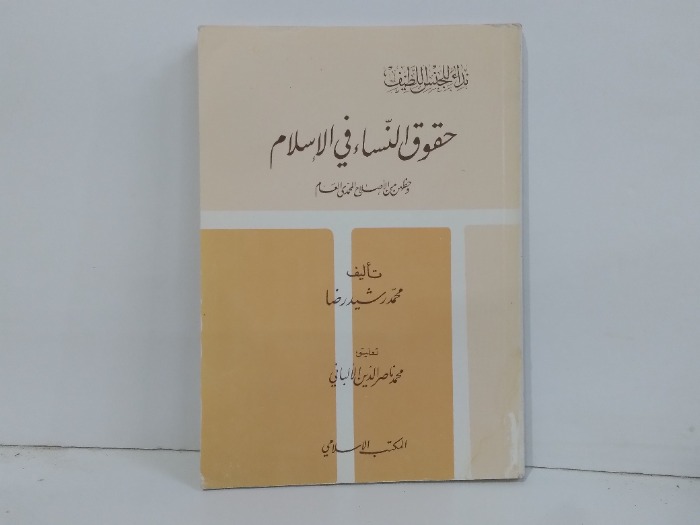 نداء للجنس اللطيف
حقوق النساء في الإسلام
وحظهن من الإصلاح المحمدي العام
تأليف
محمد رشيد رضا
تعليق
محمد ناصر الدين الألباني
المكتب الإسلامي